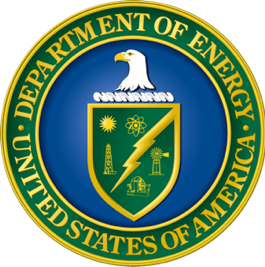 DEPARTMENT OF ENERGY
UNITED STATES OF AMERICA